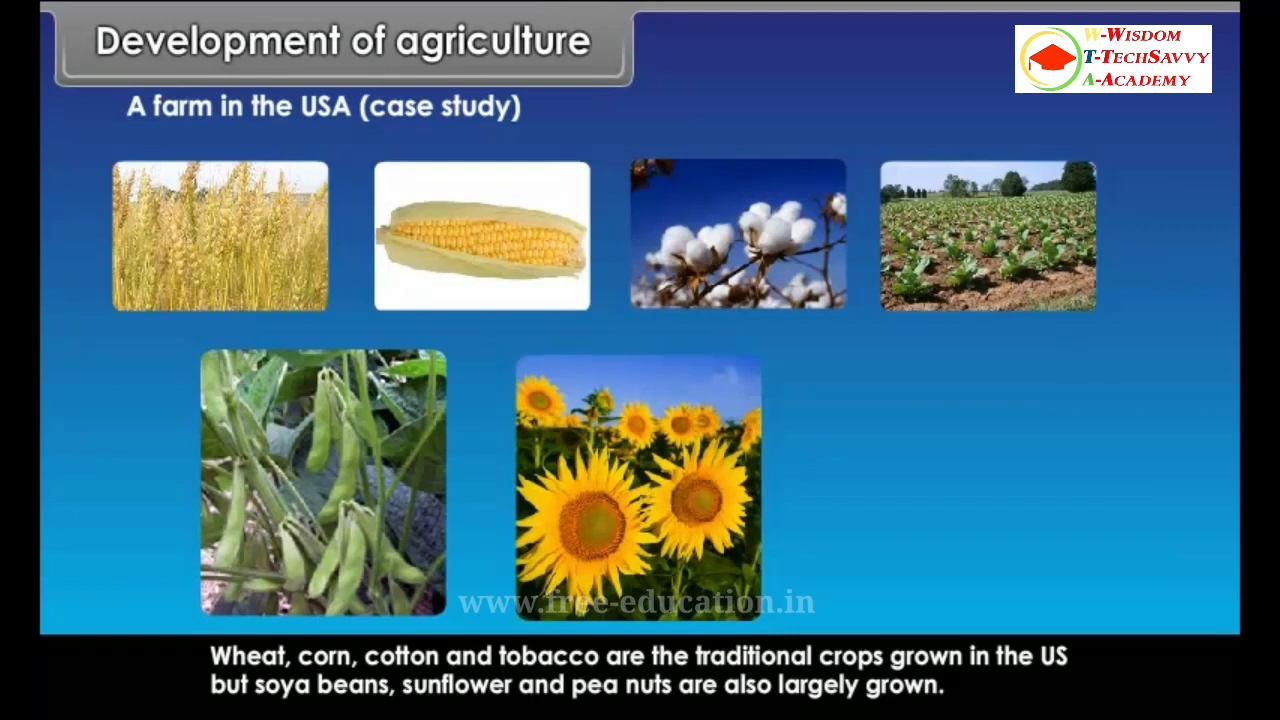 Development of agriculture
W-Wisdom
T-TechSavvy
A-Academy
A farm in the USA (case study)
www.free-education.in
Wheat, corn, cotton and tobacco are the traditional crops grown in the US
but soya beans, sunflower and pea nuts are also largely grown.